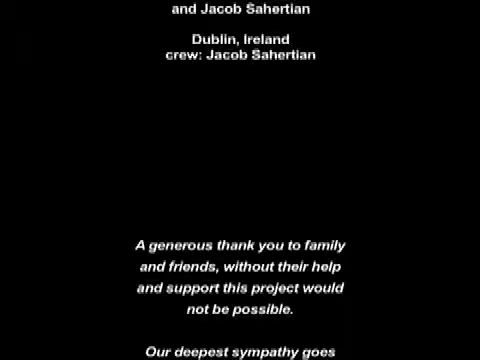 and Jacob Sahertian
Dublin, Ireland
crew: Jacob Sahertian
A generous thank you to family
and friends, without their help
and support this project would
not be possible.
Our deepest sympathy goes